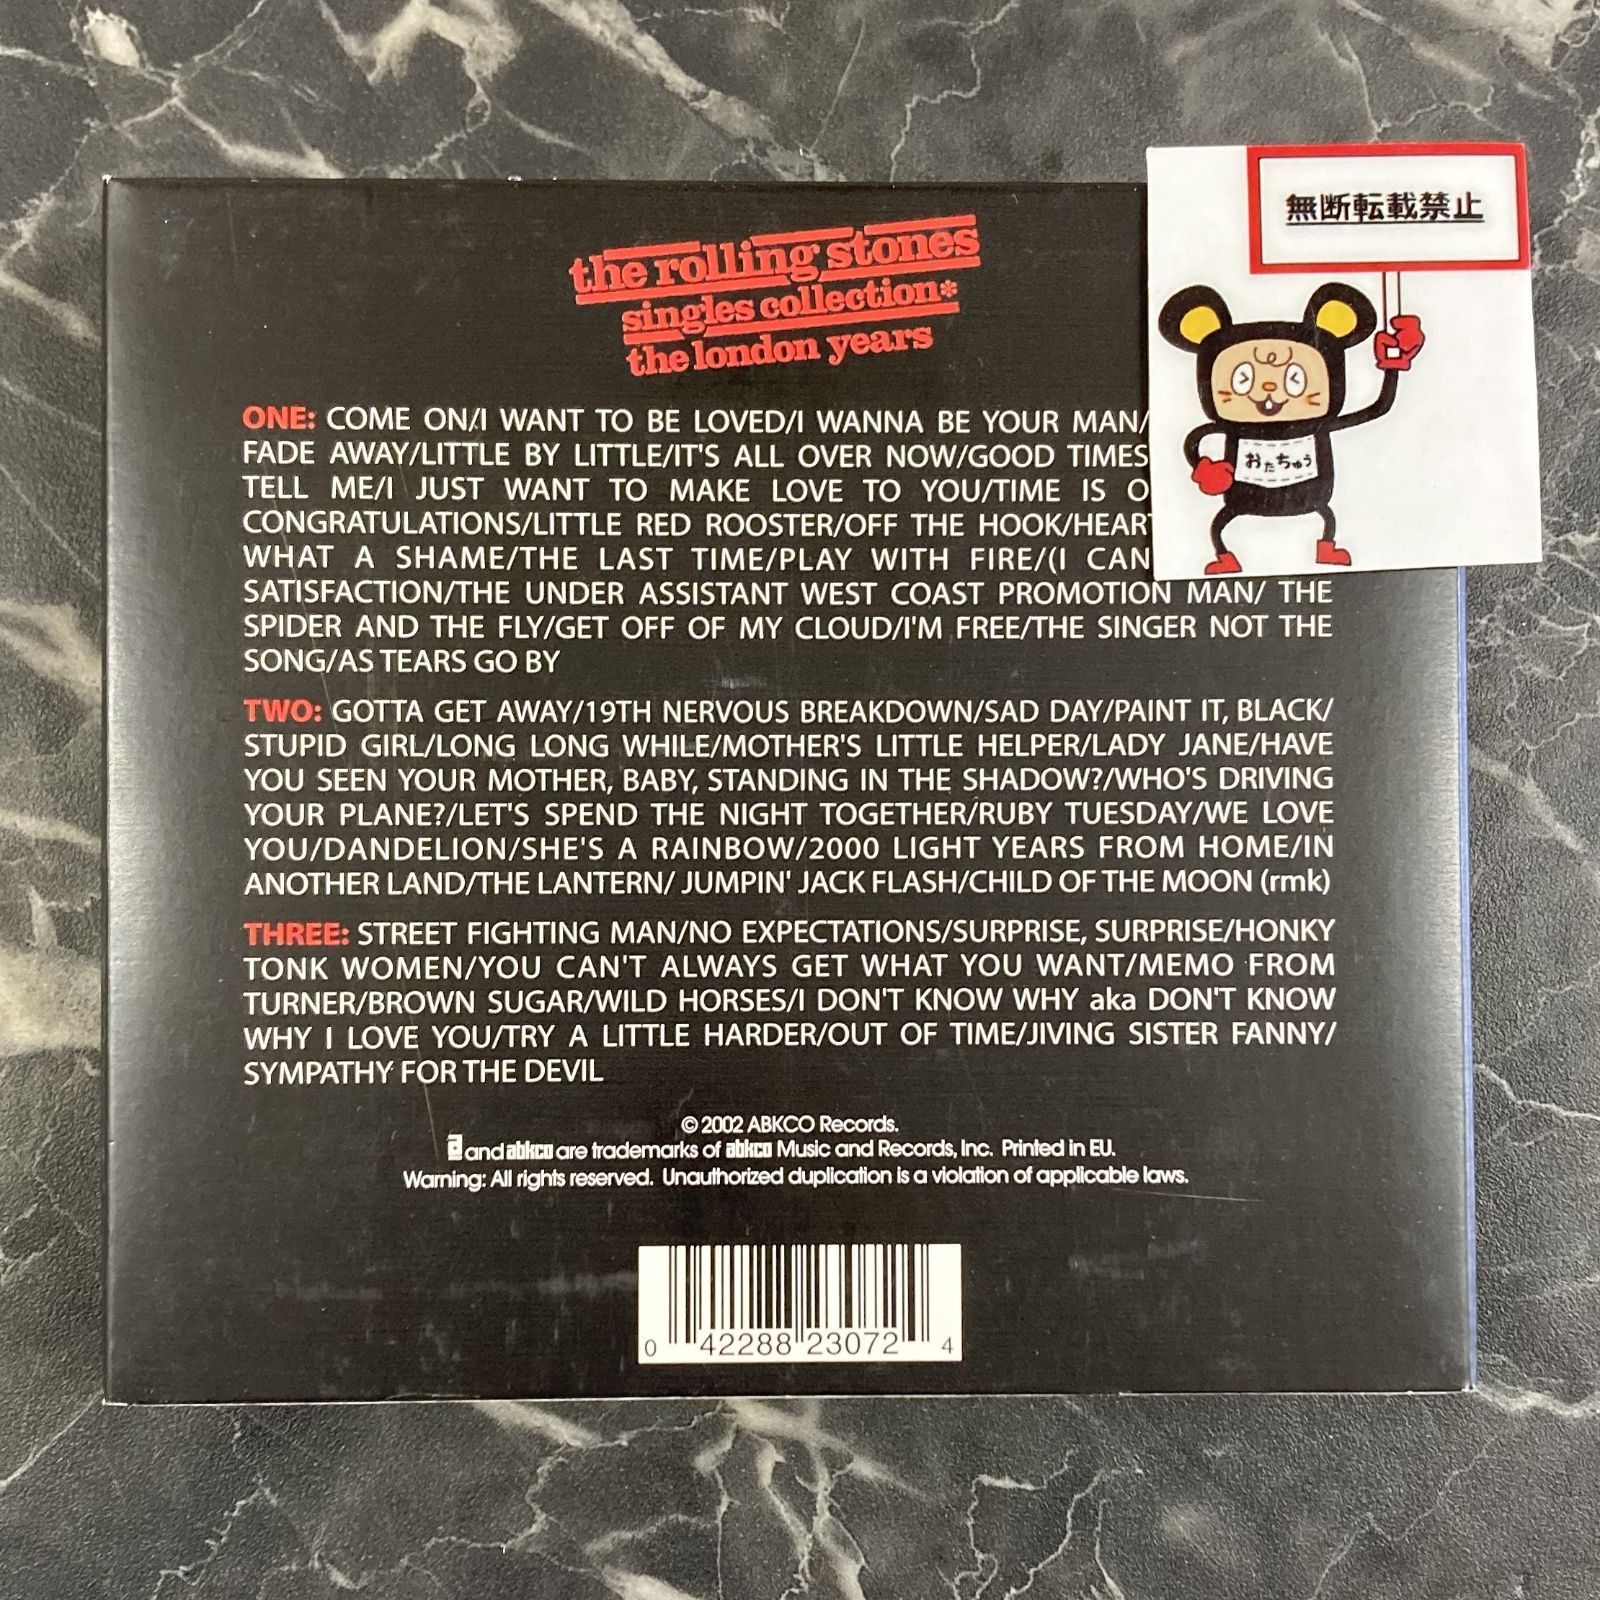 the rolling stones
singles collection*
the london years
無断転載禁止
おたちゅう
ONE: COME ON/I WANT TO BE LOVED/I WANNA BE YOUR MAN/
FADE AWAY/LITTLE BY LITTLE/IT'S ALL OVER NOW/GOOD TIMES
TELL ME/I JUST WANT TO MAKE LOVE TO YOU/TIME IS O
CONGRATULATIONS/LITTLE RED ROOSTER/OFF THE HOOK/HEART
WHAT A SHAME/THE LAST TIME/PLAY WITH FIRE/(I CAN
SATISFACTION/THE UNDER ASSISTANT WEST COAST PROMOTION MAN/ THE
SPIDER AND THE FLY/GET OFF OF MY CLOUD/I'M FREE/THE SINGER NOT THE
SONG/AS TEARS GO BY
TWO: GOTTA GET AWAY/19TH NERVOUS BREAKDOWN/SAD DAY/PAINT IT, BLACK/
STUPID GIRL/LONG LONG WHILE/MOTHER'S LITTLE HELPER/LADY JANE/HAVE
YOU SEEN YOUR MOTHER, BABY, STANDING IN THE SHADOW?/WHO'S DRIVING
YOUR PLANE?/LET'S SPEND THE NIGHT TOGETHER/RUBY TUESDAY/WE LOVE
YOU/DANDELION/SHE'S A RAINBOW/2000 LIGHT YEARS FROM HOME/IN
ANOTHER LAND/THE LANTERN/ JUMPIN' JACK FLASH/CHILD OF THE MOON (rmk)
THREE: STREET FIGHTING MAN/NO EXPECTATIONS/SURPRISE, SURPRISE/HONKY
TONK WOMEN/YOU CAN'T ALWAYS GET WHAT YOU WANT/MEMO FROM
TURNER/BROWN SUGAR/WILD HORSES/I DON'T KNOW WHY aka DON'T KNOW
WHY I LOVE YOU/TRY A LITTLE HARDER/OUT OF TIME/JIVING SISTER FANNY/
SYMPATHY FOR THE DEVIL
© 2002 ABKCO Records.
a and abkco are trademarks of abkco Music and Records, Inc. Printed in EU.
Warning: All rights reserved. Unauthorized duplication is a violation of applicable laws.
0 42288 23072 4